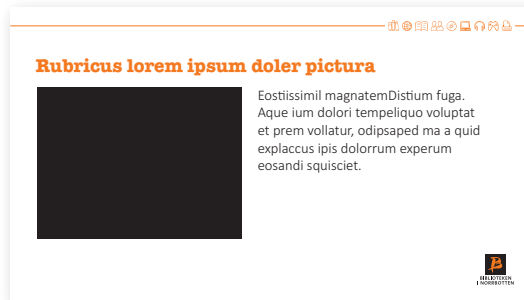 Rubricus lorem ipsum doler pictura
Eostiissimil magnatemDistium fuga.
Aque ium dolori tempeliquo voluptat
et prem vollatur, odipsaped ma a quid
explaccus ipis dolorrum experum
eosandi squisciet.
B
BIBLIOTEKEN
I NORRBOTTEN